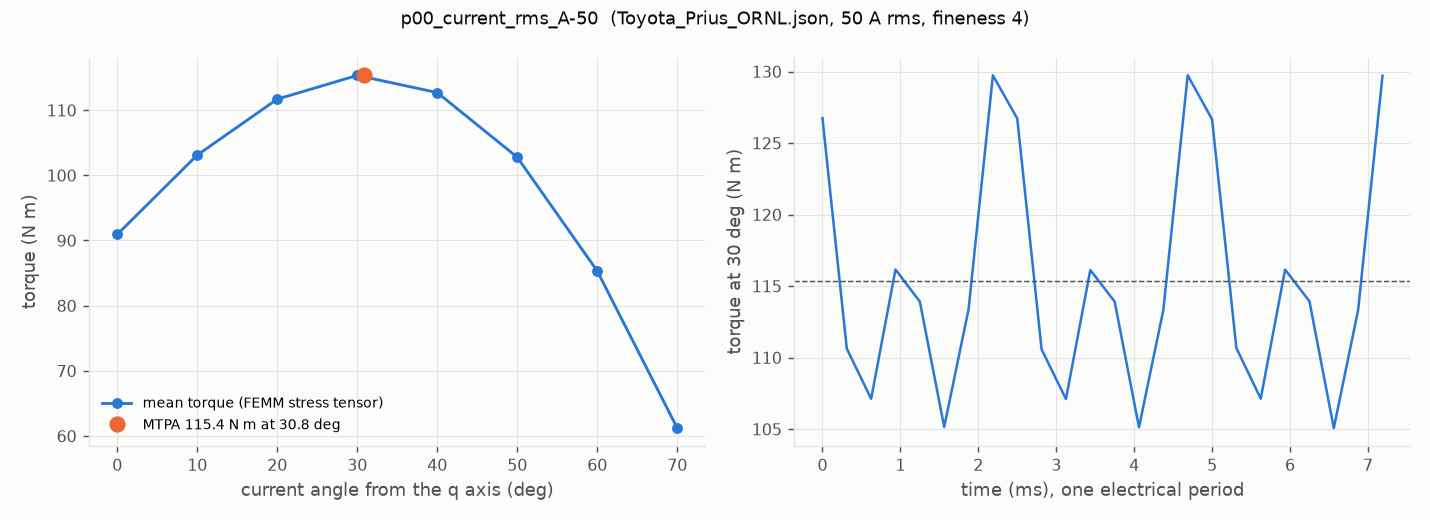 p00_current_rms_A-50  (Toyota_Prius_ORNL.json, 50 A rms, fineness 4)
torque (N m)
110
100
90
80
70
60
mean torque (FEMM stress tensor)
MTPA 115.4 N m at 30.8 deg
0 10 20 30 40 50 60 70
current angle from the q axis (deg)
torque at 30 deg (N m)
130
125
120
115
110
105
0 1 2 3 4 5 6 7
time (ms), one electrical period